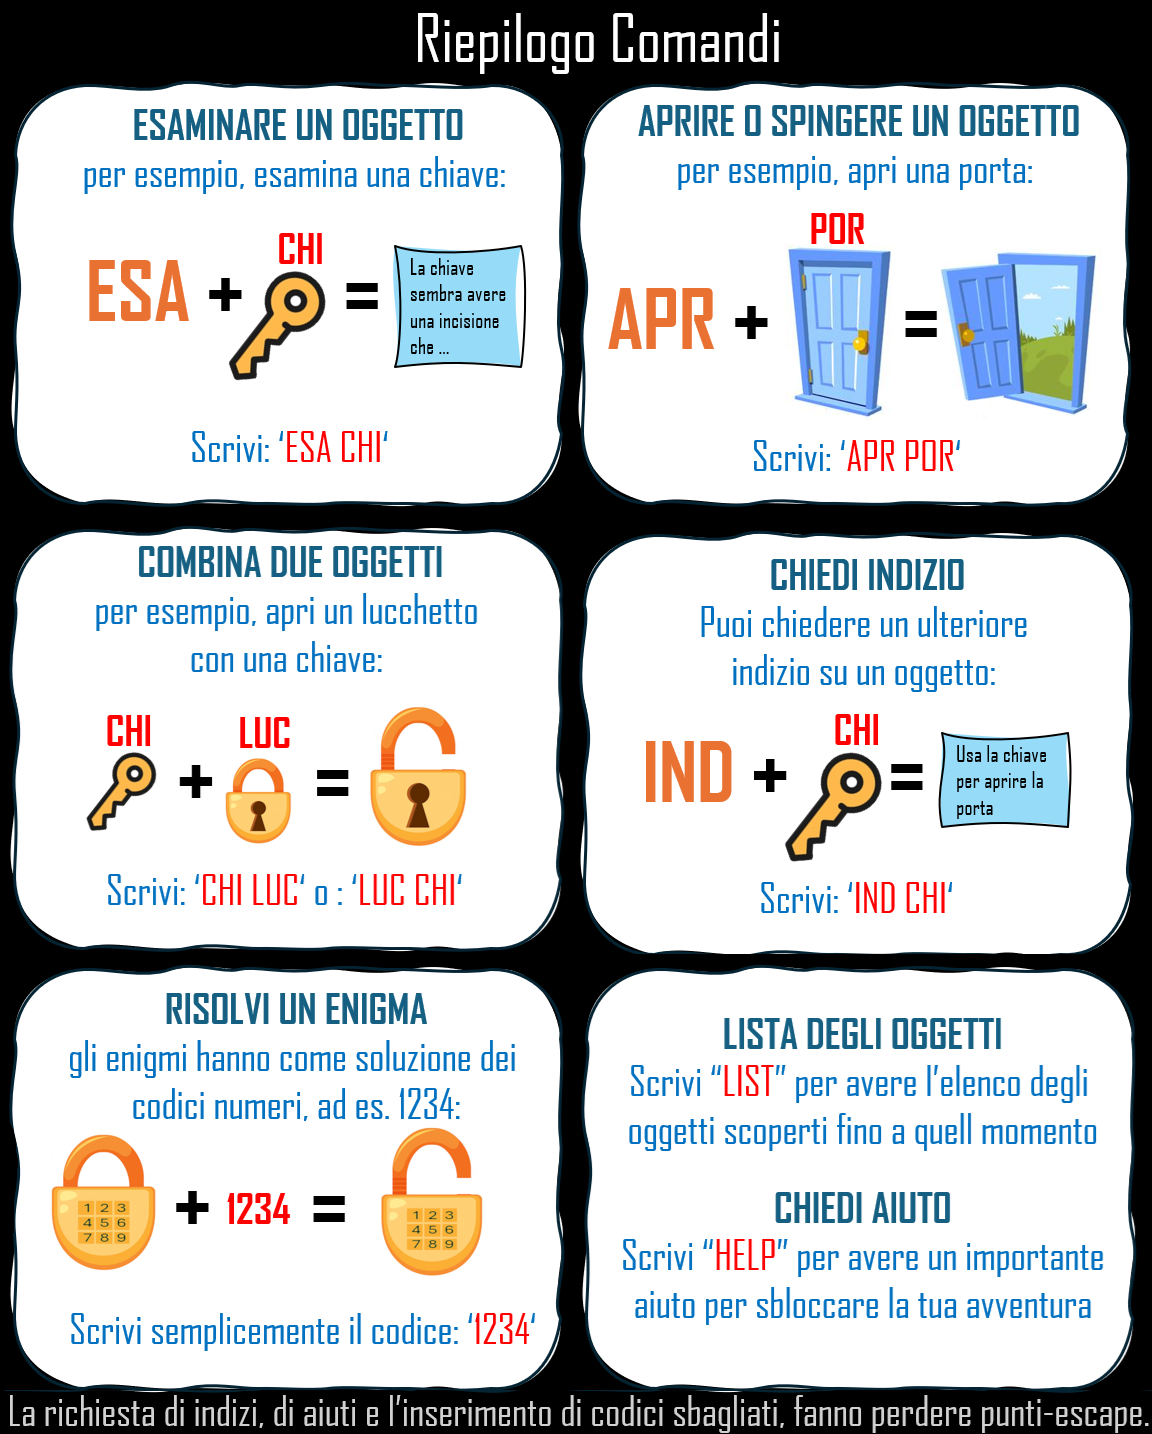 Riepilogo Comandi
ESAMINARE UN OGGETTO
per esempio, esamina una chiave:
CHI
ESA + =
La chiave
sembra avere
una incisione
che ...
Scrivi: ‘ESA CHI‘
APRIRE O SPINGERE UN OGGETTO
per esempio, apri una porta:
POR
APR + =
Scrivi: ‘APR POR‘
COMBINA DUE OGGETTI
per esempio, apri un lucchetto
con una chiave:
CHI LUC
+ =
Scrivi: ‘CHI LUC‘ o : ‘LUC CHI‘
CHIEDI INDIZIO
Puoi chiedere un ulteriore
indizio su un oggetto:
CHI
IND + =
Usa la chiave
per aprire la
porta
Scrivi: ‘IND CHI‘
RISOLVI UN ENIGMA
gli enigmi hanno come soluzione dei
codici numeri, ad es. 1234:
1 2 3
4 5 6
7 8 9
+ 1234 =
1 2 3
4 5 6
7 8 9
Scrivi semplicemente il codice: ‘1234‘
LISTA DEGLI OGGETTI
Scrivi “LIST” per avere l’elenco degli
oggetti scoperti fino a quell momento
CHIEDI AIUTO
Scrivi “HELP” per avere un importante
aiuto per sbloccare la tua avventura
La richiesta di indizi, di aiuti e l’inserimento di codici sbagliati, fanno perdere punti-escape.